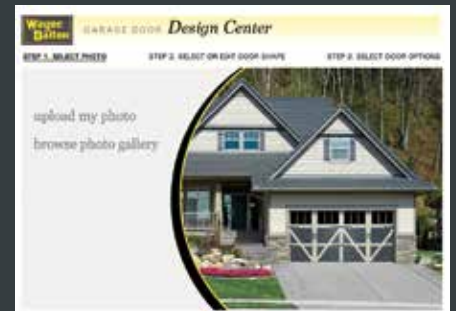 Wayne
Dalton
GARAGE DOOR Design Center
STEP 1. SELECT PHOTO
STEP 2. SELECT OR EDIT DOOR SHAPE
STEP 3. SELECT DOOR OPTIONS
upload my photo
browse photo gallery